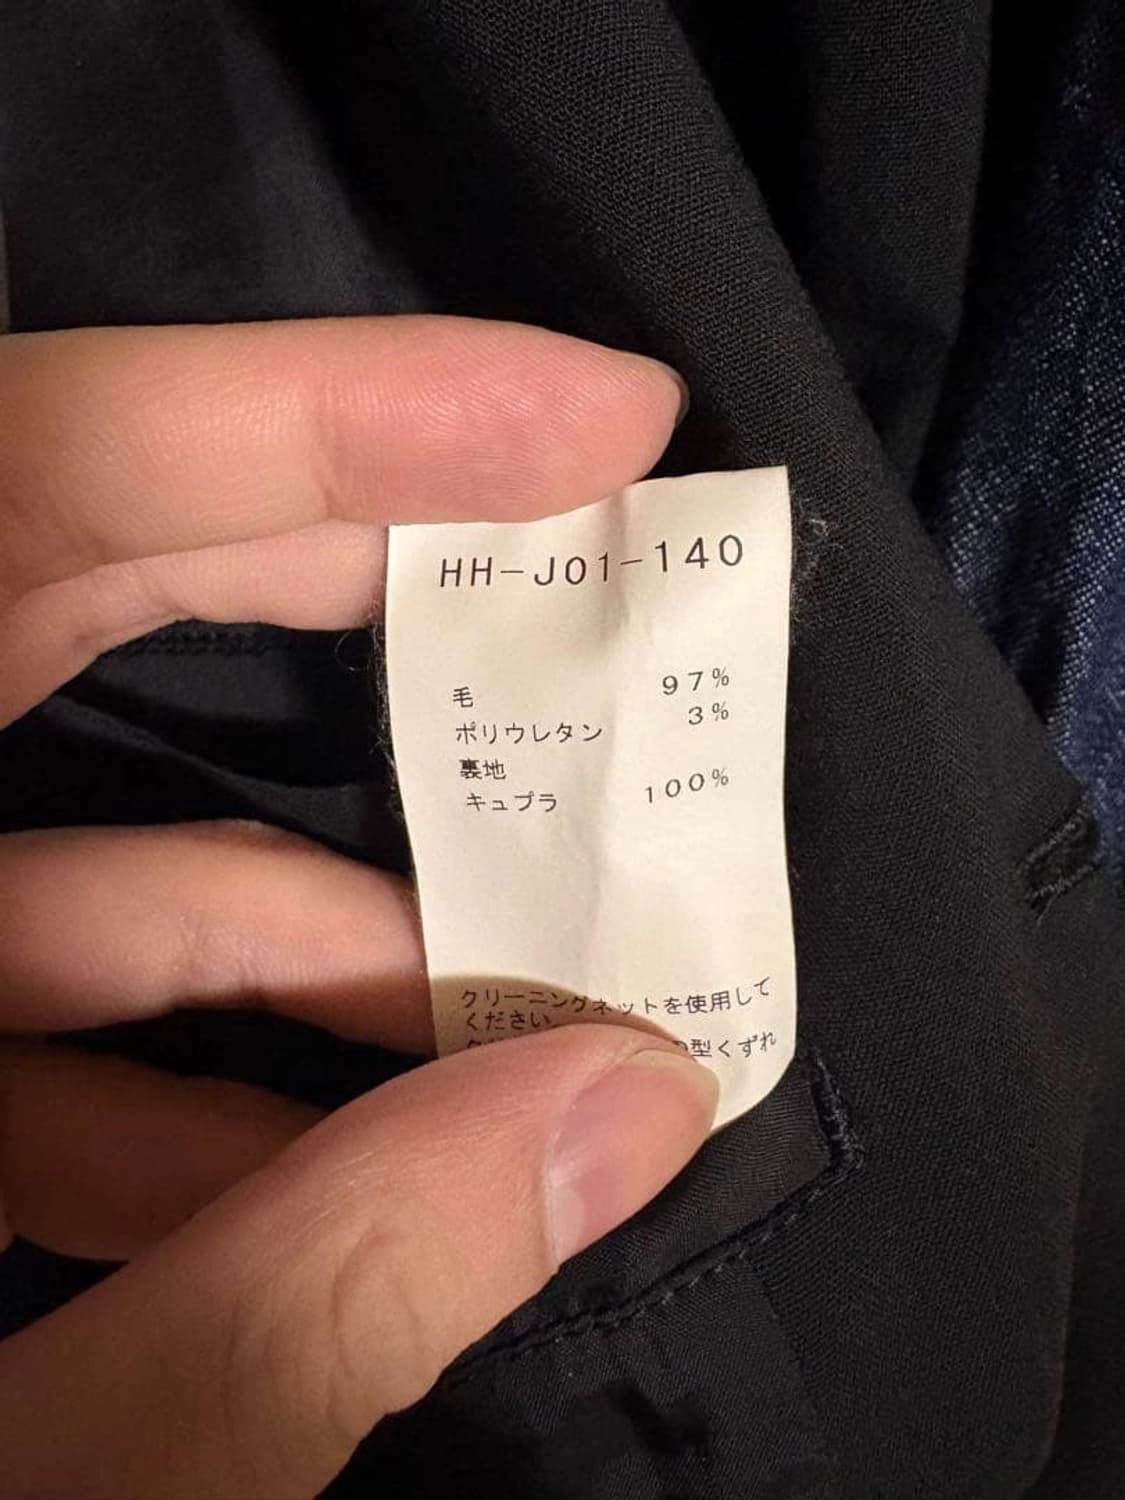 HH-J01-140
毛 97%
ポリウレタン 3%
裏地
キュプラ 100%
クリーニングネットを使用して
ください
型くずれ